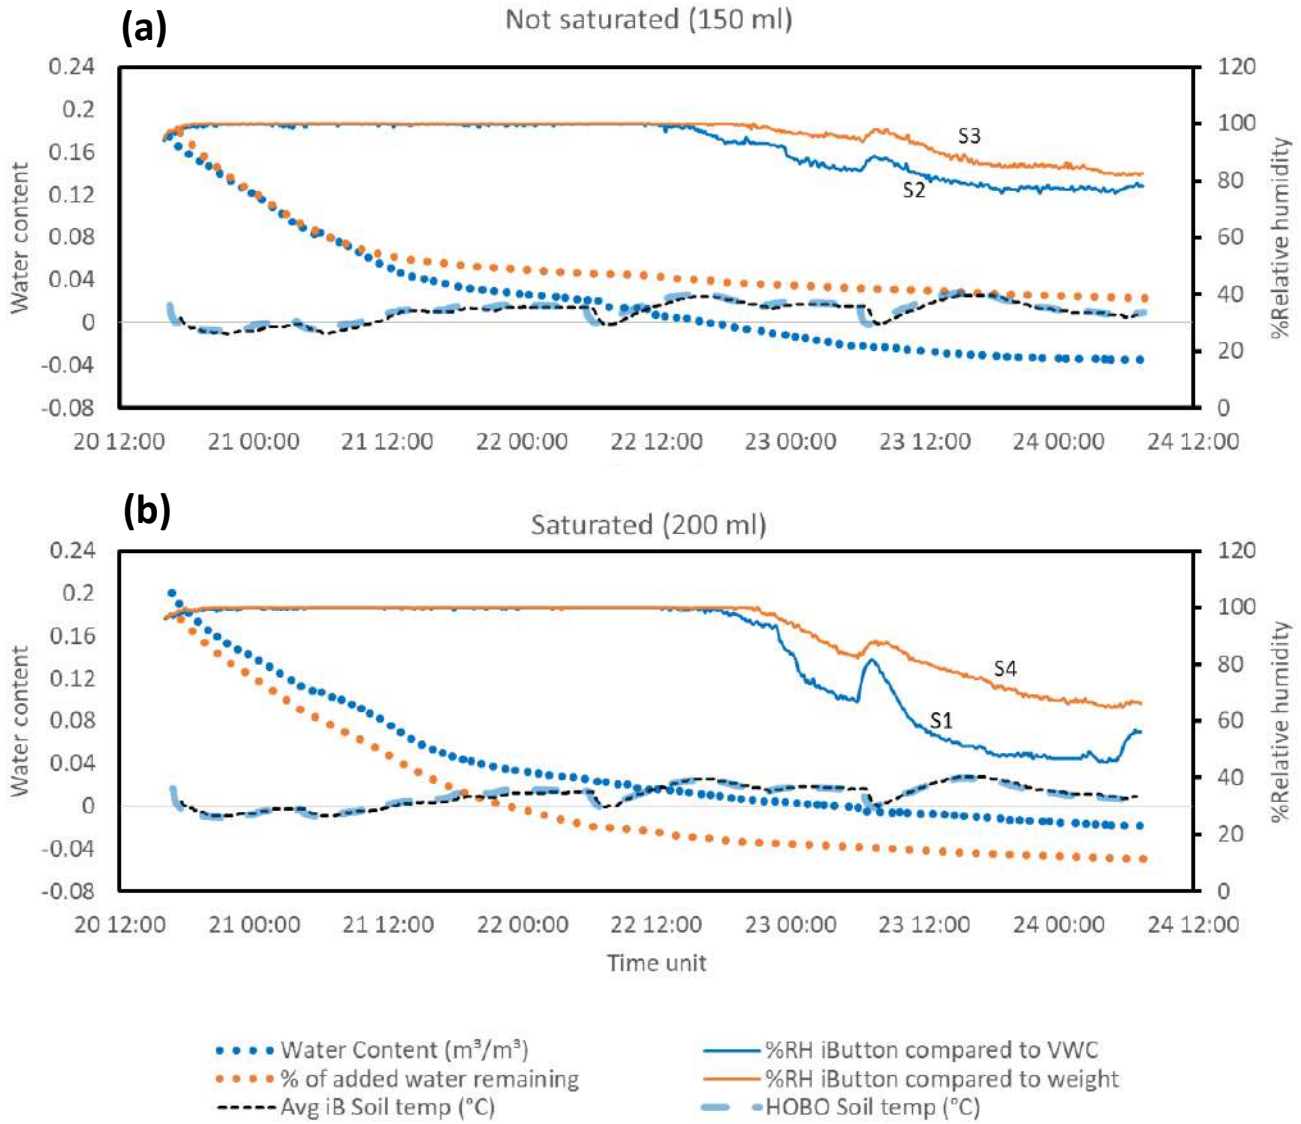 (a)
Not saturated (150 ml)
0.24
0.2
0.16
0.12
0.08
0.04
0
-0.04
-0.08
Water content
120
100
80
60
40
20
0
%Relative humidity
S3
S2
20 12:00 21 00:00 21 12:00 22 00:00 22 12:00 23 00:00 23 12:00 24 00:00 24 12:00
(b)
Saturated (200 ml)
0.24
0.2
0.16
0.12
0.08
0.04
0
-0.04
-0.08
Water content
120
100
80
60
40
20
0
%Relative humidity
S4
S1
20 12:00 21 00:00 21 12:00 22 00:00 22 12:00 23 00:00 23 12:00 24 00:00 24 12:00
Time unit
Water Content (m³/m³)
%RH iButton compared to VWC
% of added water remaining
%RH iButton compared to weight
Avg iB Soil temp (°C)
HOBO Soil temp (°C)